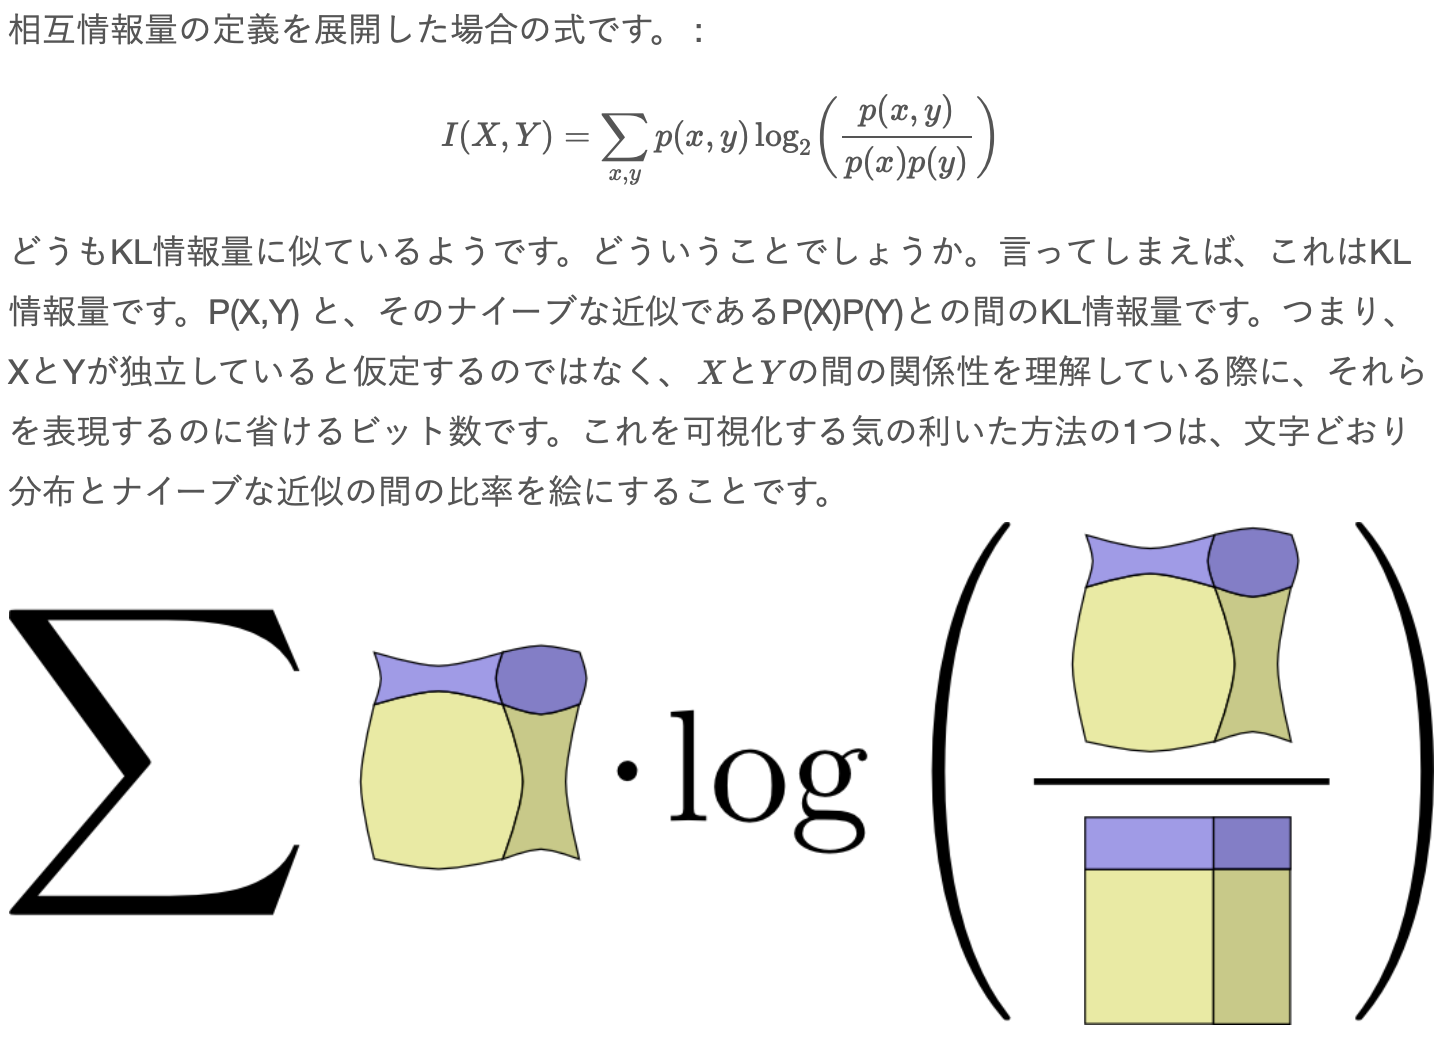 相互情報量の定義を展開した場合の式です。：
I(X, Y) = ∑_{x,y} p(x, y) log₂( p(x, y) / p(x)p(y) )
どうもKL情報量に似ているようです。どういうことでしょうか。言ってしまえば、これはKL
情報量です。P(X,Y) と、そのナイーブな近似であるP(X)P(Y)との間のKL情報量です。つまり、
XとYが独立していると仮定するのではなく、 XとYの間の関係性を理解している際に、それら
を表現するのに省けるビット数です。これを可視化する気の利いた方法の1つは、文字どおり
分布とナイーブな近似の間の比率を絵にすることです。
∑ · log ( )